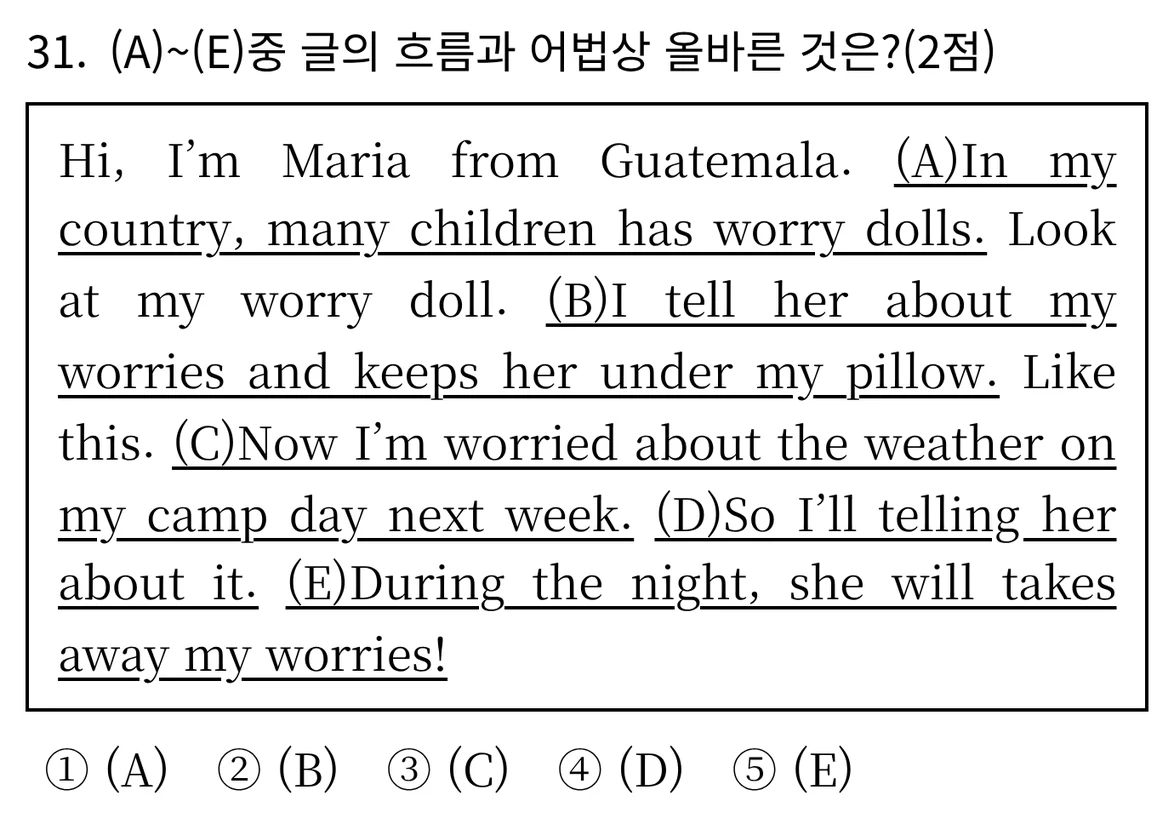 31. (A)~(E)중 글의 흐름과 어법상 올바른 것은?(2점)
Hi, I’m Maria from Guatemala. (A)In my
country, many children has worry dolls. Look
at my worry doll. (B)I tell her about my
worries and keeps her under my pillow. Like
this. (C)Now I’m worried about the weather on
my camp day next week. (D)So I’ll telling her
about it. (E)During the night, she will takes
away my worries!
① (A) ② (B) ③ (C) ④ (D) ⑤ (E)